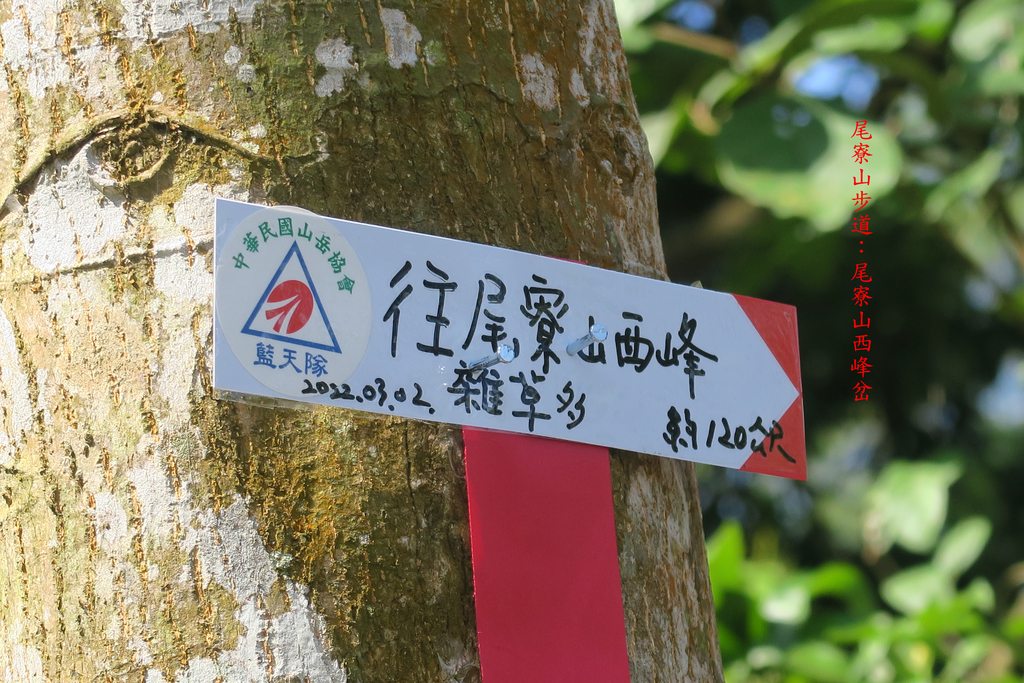 中華民國山岳協會
藍天隊
往尾寮山西峰
2022.03.02.
雜草多
約120公尺
尾寮山步道：尾寮山西峰岔